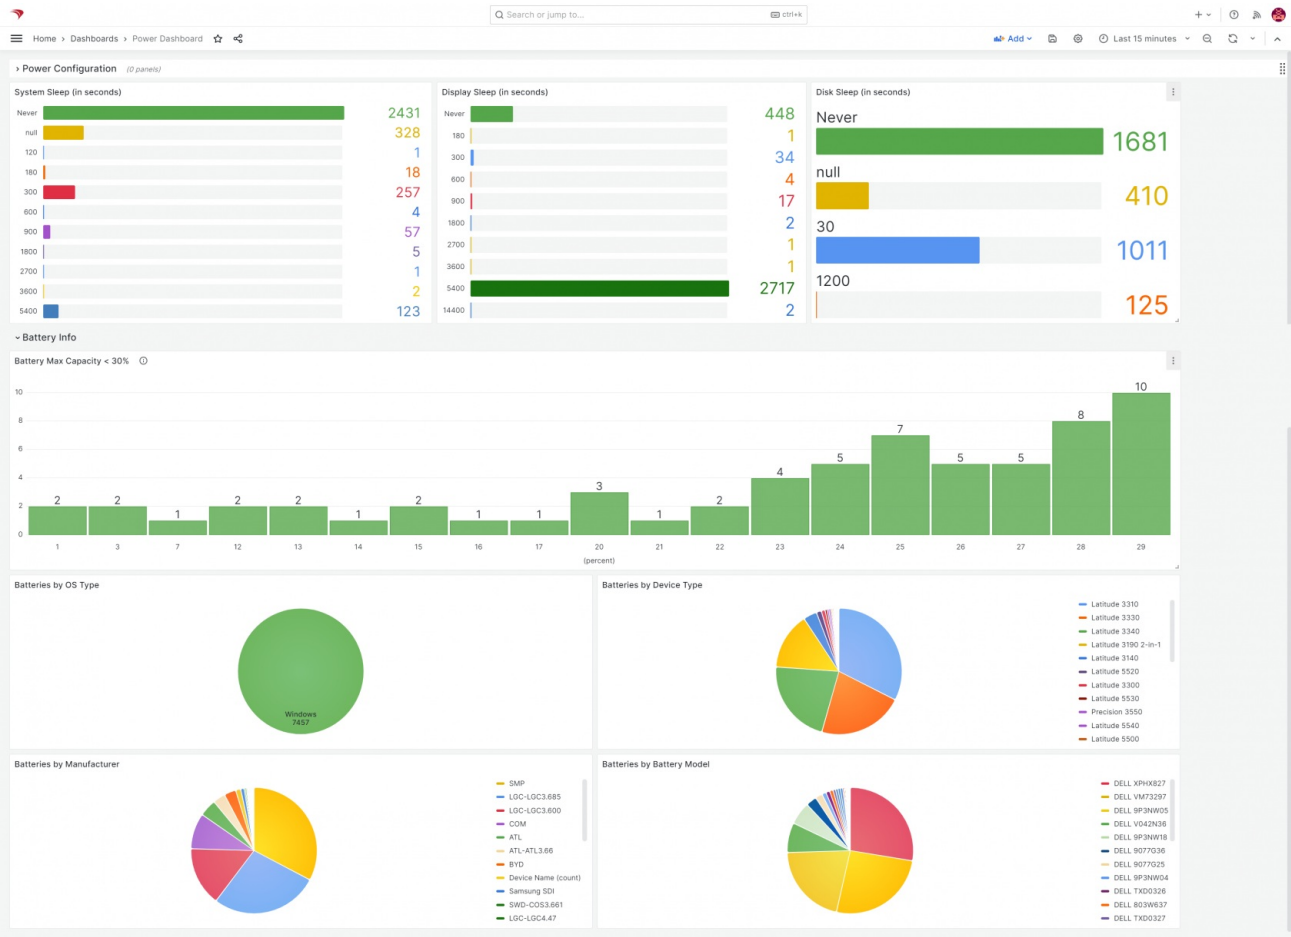 Search or jump to...
ctrl+k
Home › Dashboards › Power Dashboard
Add
Last 15 minutes
Power Configuration (0 panels)
System Sleep (in seconds)
Never 2431
null 328
120 1
180 18
300 257
600 4
900 57
1800 5
2700 1
3600 2
5400 123
Display Sleep (in seconds)
Never 448
180 1
300 34
600 4
900 17
1800 2
2700 1
3600 1
5400 2717
14400 2
Disk Sleep (in seconds)
Never
1681
null
410
30
1011
1200
125
Battery Info
Battery Max Capacity < 30%
10
8
6
4
2
0
2 2 1 2 2 1 2 1 1 3 1 2 4 5 7 5 5 8 10
1 3 7 12 13 14 15 16 17 20 21 22 23 24 25 26 27 28 29
(percent)
Batteries by OS Type
Windows
7457
Batteries by Device Type
Latitude 3310
Latitude 3330
Latitude 3340
Latitude 3190 2-in-1
Latitude 3140
Latitude 5520
Latitude 3300
Latitude 5530
Precision 3550
Latitude 5540
Latitude 5500
Batteries by Manufacturer
SMP
LGC-LGC3.685
LGC-LGC3.600
COM
ATL
ATL-ATL3.66
BYD
Device Name (count)
Samsung SDI
SWD-COS3.661
LGC-LGC4.47
Batteries by Battery Model
DELL XPHX827
DELL VM73297
DELL 9P3NW05
DELL V042N36
DELL 9P3NW18
DELL 9077G36
DELL 9077G25
DELL 9P3NW04
DELL TXD0326
DELL 803W637
DELL TXD0327